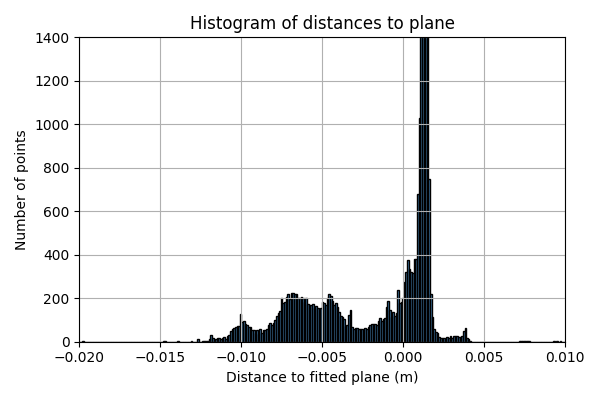 Histogram of distances to plane
Number of points
1400
1200
1000
800
600
400
200
0
−0.020 −0.015 −0.010 −0.005 0.000 0.005 0.010
Distance to fitted plane (m)